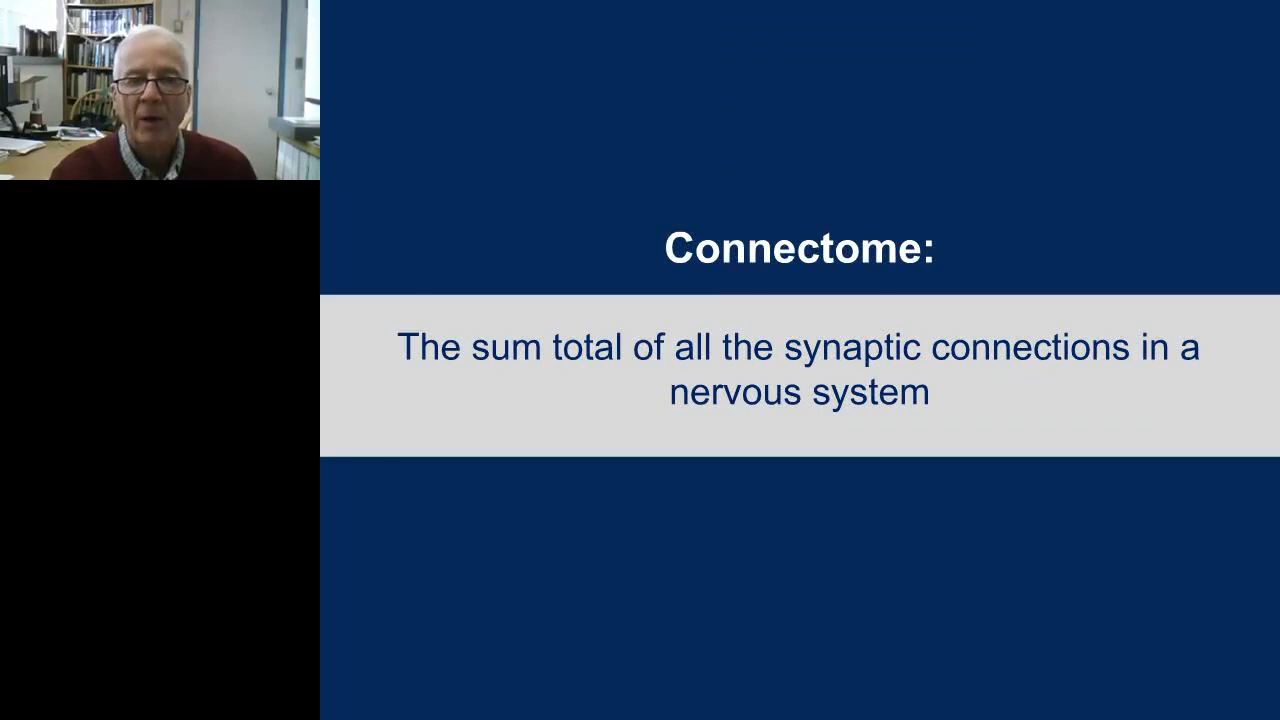 Connectome:
The sum total of all the synaptic connections in a
nervous system